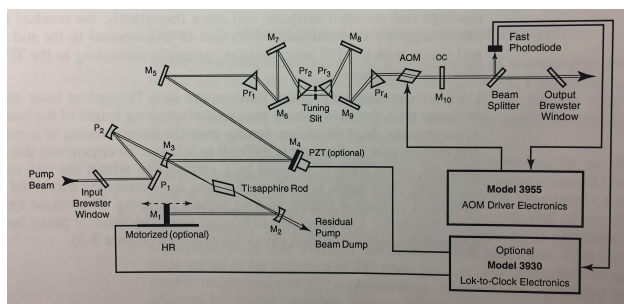 Fast
Photodiode
M7
M8
AOM
OC
M5
Pr1
Pr2
Pr3
Pr4
M6
Tuning
Slit
M9
M10
Beam
Splitter
Output
Brewster
Window
P2
M3
M4
PZT (optional)
Pump
Beam
Input
Brewster
Window
P1
Ti:sapphire Rod
M1
M2
Motorized (optional)
HR
Residual
Pump
Beam Dump
Model 3955
AOM Driver Electronics
Optional
Model 3930
Lok-to-Clock Electronics